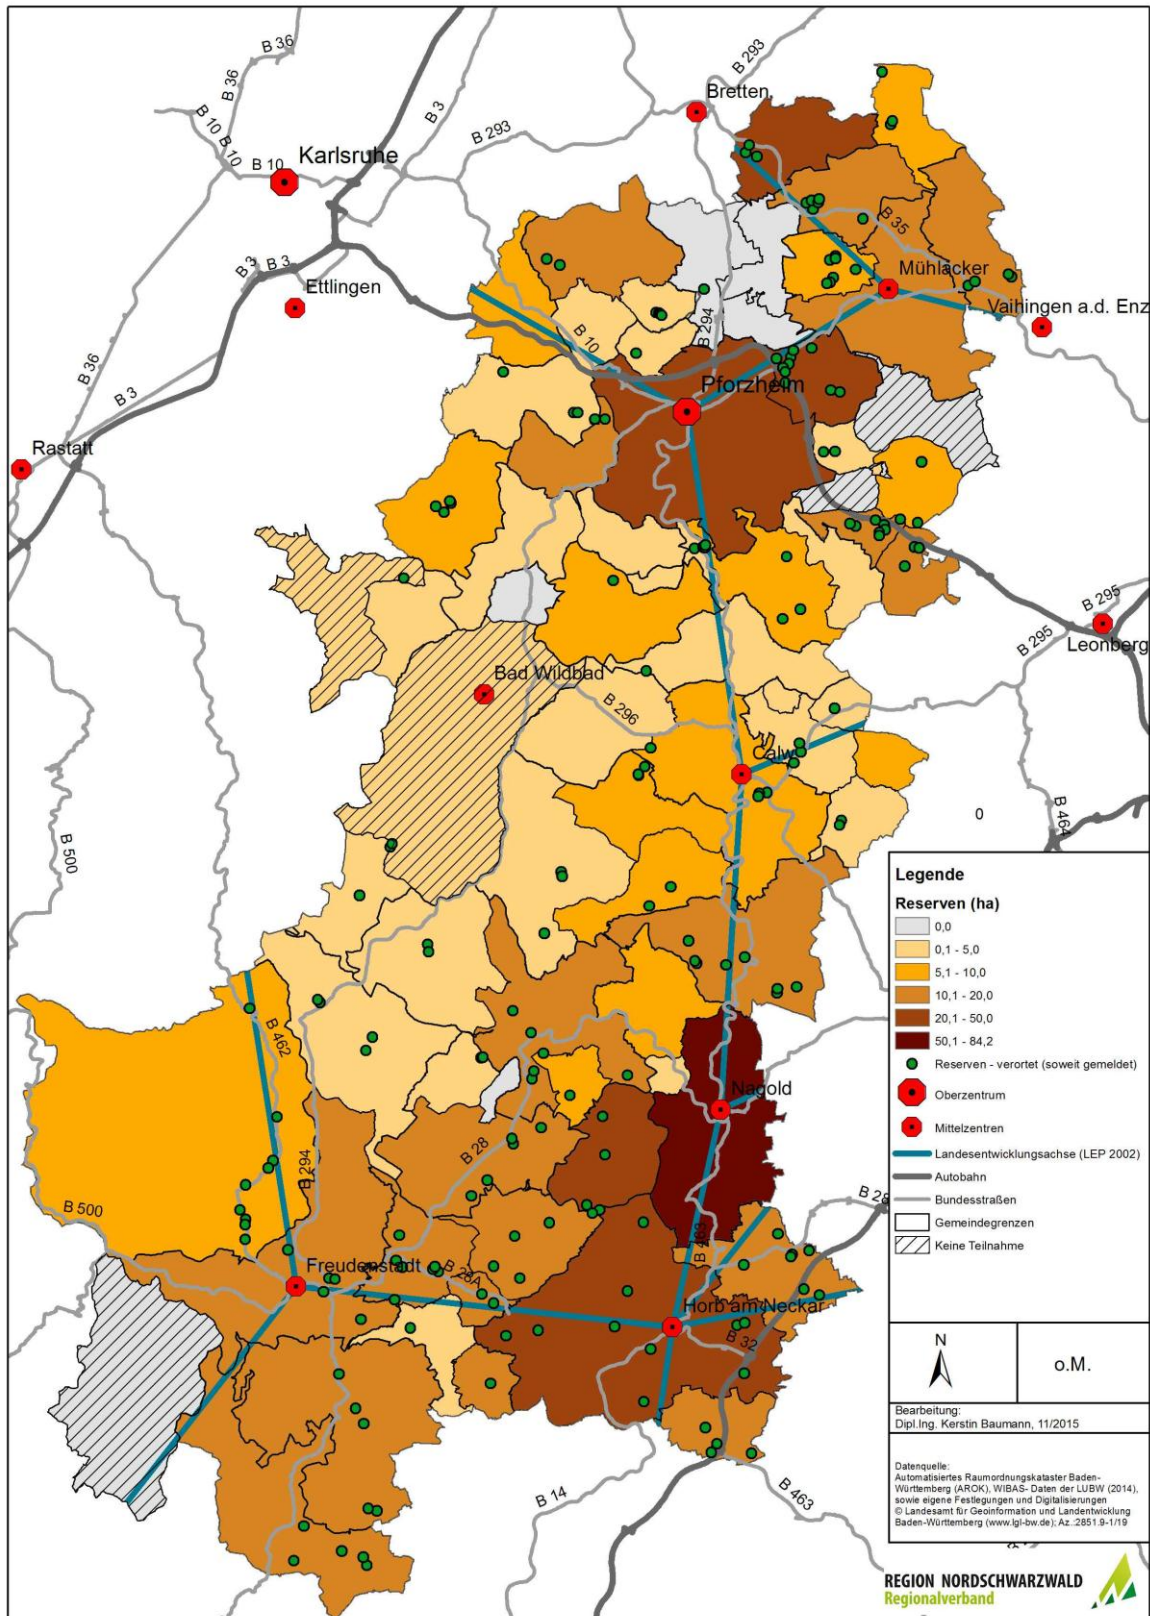 B 36
B 36
B 3
B 293
B 293
Bretten
B 10
B 10
B 10
Karlsruhe
B 35
Mühlacker
B 3
B 3
Ettlingen
Vaihingen a.d. Enz
B 294
B 10
B 36
B 3
Pforzheim
Rastatt
B 295
B 295
Leonberg
Bad Wildbad
B 296
Calw
0
B 464
B 500
B 462
B 294
Nagold
B 28
B 500
B 28
B 463
Freudenstadt
B 28A
Horb am Neckar
B 32
B 14
B 463
Legende
Reserven (ha)
0,0
0,1 - 5,0
5,1 - 10,0
10,1 - 20,0
20,1 - 50,0
50,1 - 84,2
Reserven - verortet (soweit gemeldet)
Oberzentrum
Mittelzentren
Landesentwicklungsachse (LEP 2002)
Autobahn
Bundesstraßen
Gemeindegrenzen
Keine Teilnahme
N
o.M.
Bearbeitung:
Dipl.Ing. Kerstin Baumann, 11/2015
Datenquelle:
Automatisiertes Raumordnungskataster Baden-
Württemberg (AROK), WIBAS- Daten der LUBW (2014),
sowie eigene Festlegungen und Digitalisierungen
© Landesamt für Geoinformation und Landentwicklung
Baden-Württemberg (www.lgl-bw.de); Az.:2851.9-1/19
REGION NORDSCHWARZWALD
Regionalverband